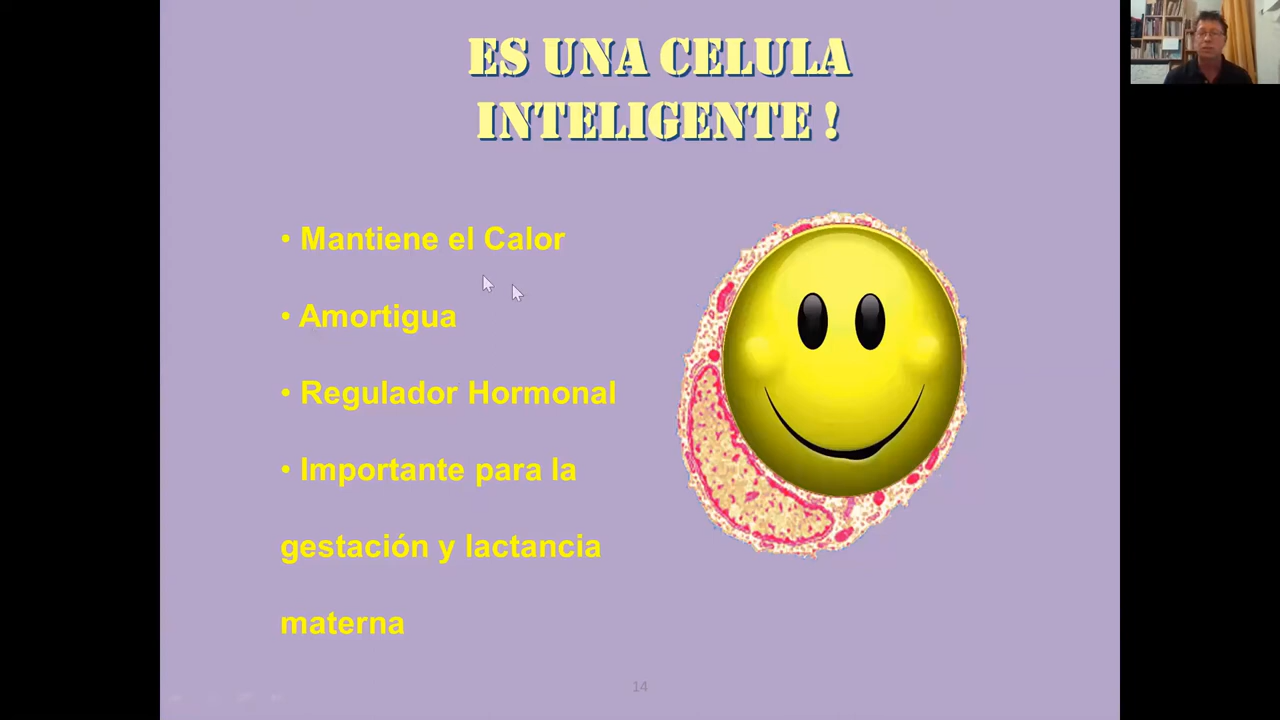 ES UNA CELULA
INTELIGENTE !
• Mantiene el Calor
• Amortigua
• Regulador Hormonal
• Importante para la
gestación y lactancia
materna
14